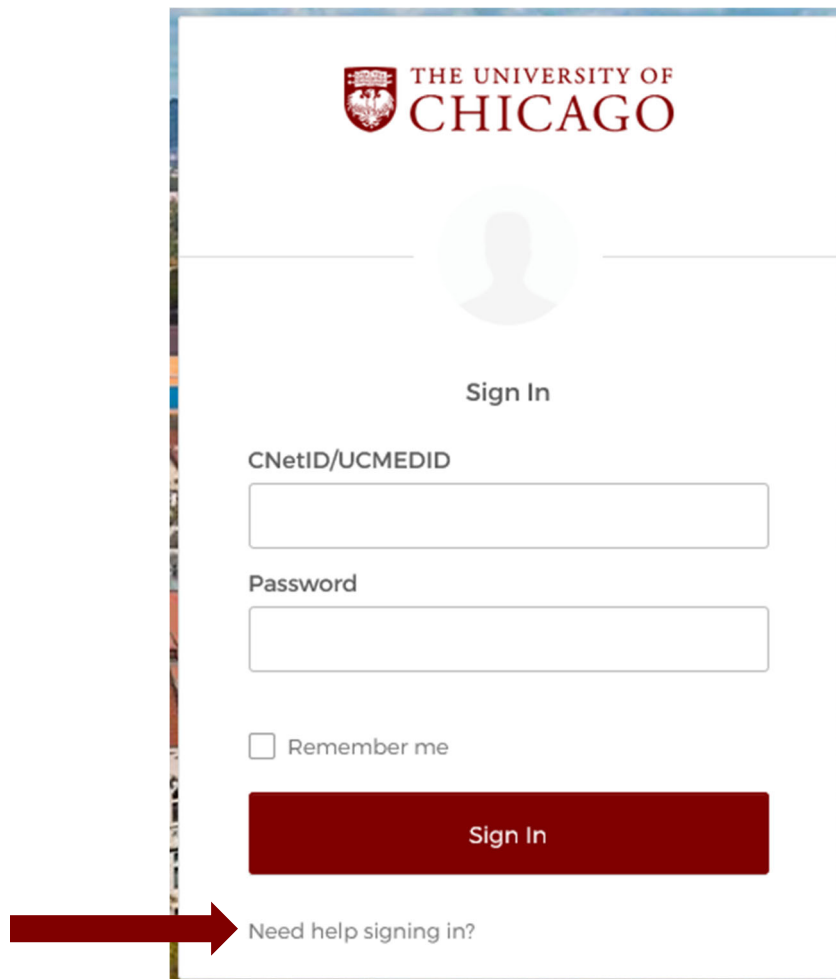 THE UNIVERSITY OF
CHICAGO
Sign In
CNetID/UCMEDID
Password
Remember me
Sign In
Need help signing in?